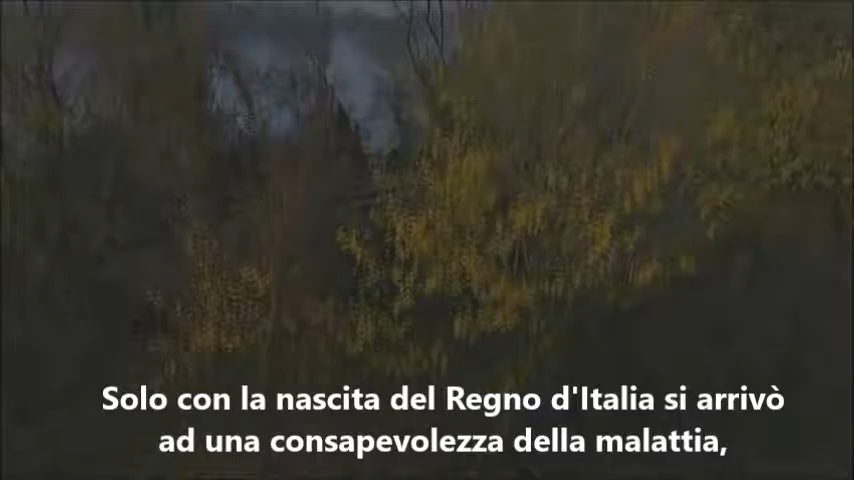 Solo con la nascita del Regno d'Italia si arrivò
ad una consapevolezza della malattia,